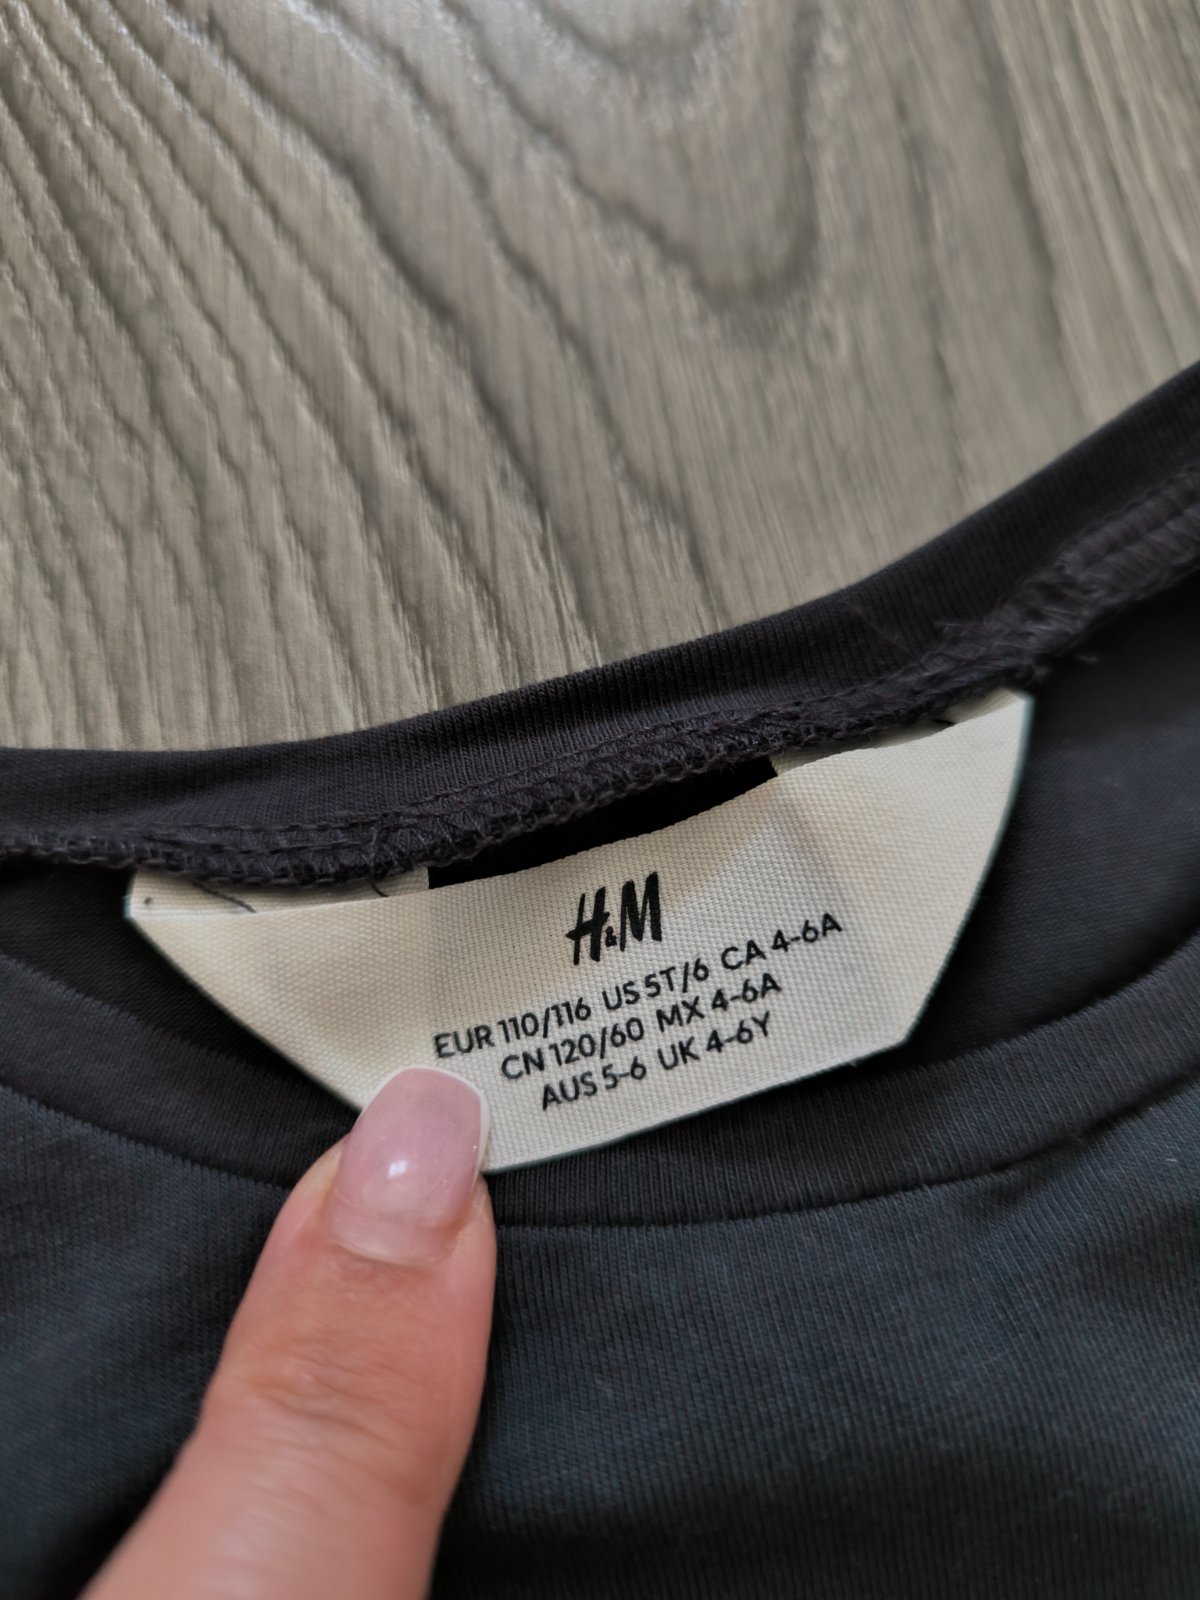 H&M
EUR 110/116 US 5T/6 CA 4-6A
CN 120/60 MX 4-6A
AUS 5-6 UK 4-6Y